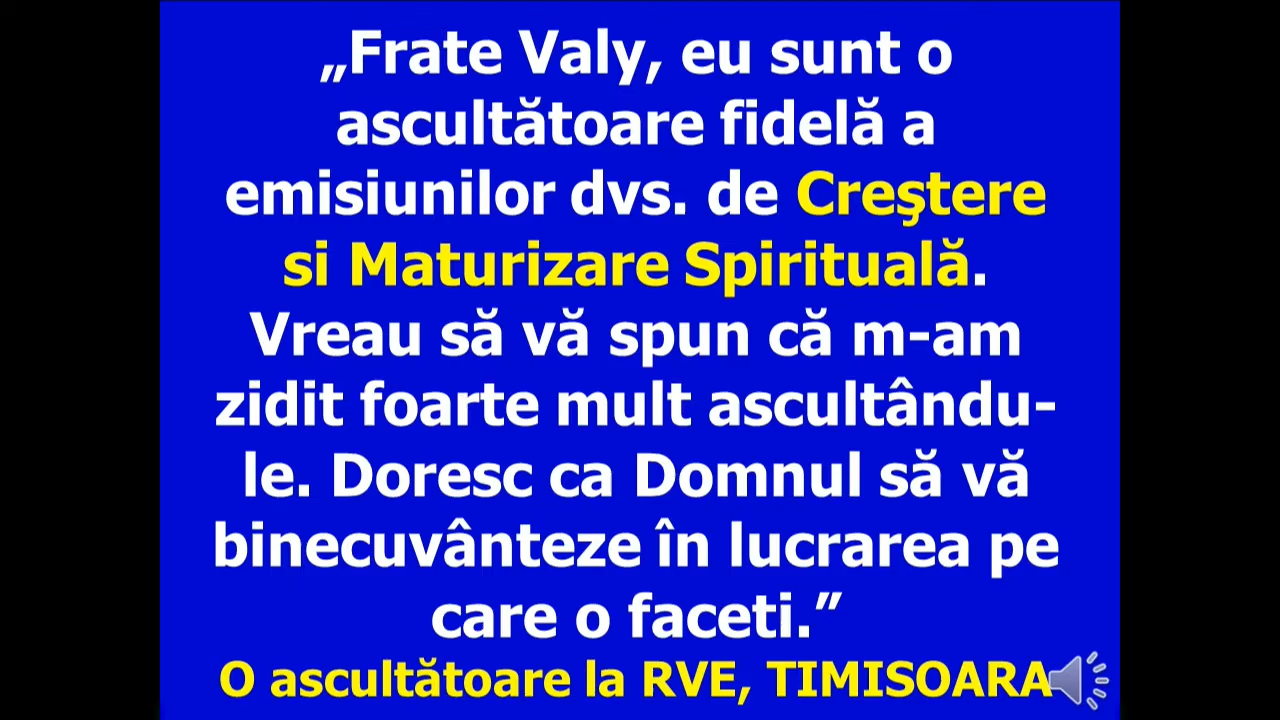 „Frate Valy, eu sunt o
ascultătoare fidelă a
emisiunilor dvs. de Creştere
si Maturizare Spirituală.
Vreau să vă spun că m-am
zidit foarte mult ascultându-
le. Doresc ca Domnul să vă
binecuvânteze în lucrarea pe
care o faceti.”
O ascultătoare la RVE, TIMISOARA